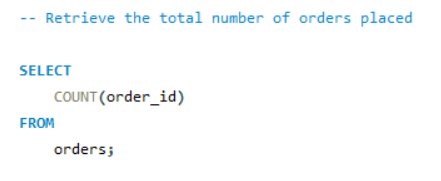 -- Retrieve the total number of orders placed
SELECT
COUNT(order_id)
FROM
orders;